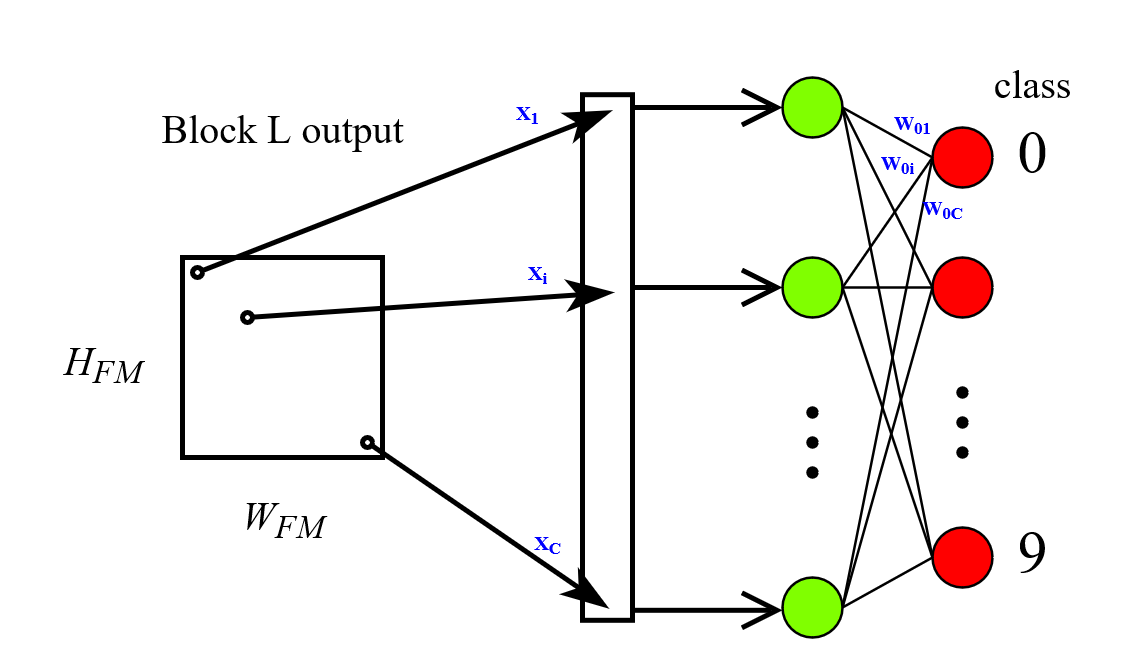 class
Block L output
x1
w01
0
w0i
w0C
xi
HFM
WFM
xC
9